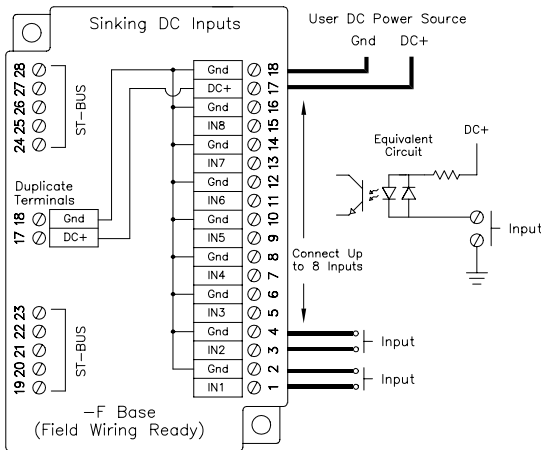 Sinking DC Inputs
User DC Power Source
Gnd DC+
28
27
26
25
24
ST-BUS
Gnd 18
DC+ 17
Gnd 16
IN8 15
Gnd 14
IN7 13
Gnd 12
IN6 11
Gnd 10
IN5 9
Gnd 8
IN4 7
Gnd 6
IN3 5
Gnd 4
IN2 3
Gnd 2
IN1 1
Duplicate
Terminals
18 Gnd
17 DC+
23
22
21
20
19
ST-BUS
Equivalent
Circuit
DC+
Input
Connect Up
to 8 Inputs
Input
Input
-F Base
(Field Wiring Ready)